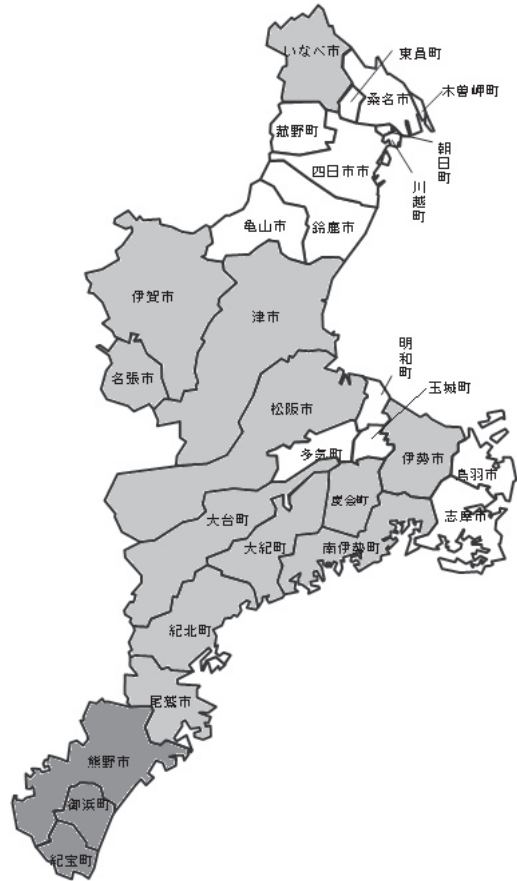 いなべ市
東員町
桑名市
木曽岬町
菰野町
朝日町
四日市市
川越町
亀山市
鈴鹿市
伊賀市
津市
名張市
明和町
玉城町
松阪市
多気町
伊勢市
鳥羽市
度会町
志摩市
大台町
大紀町
南伊勢町
紀北町
尾鷲市
熊野市
御浜町
紀宝町